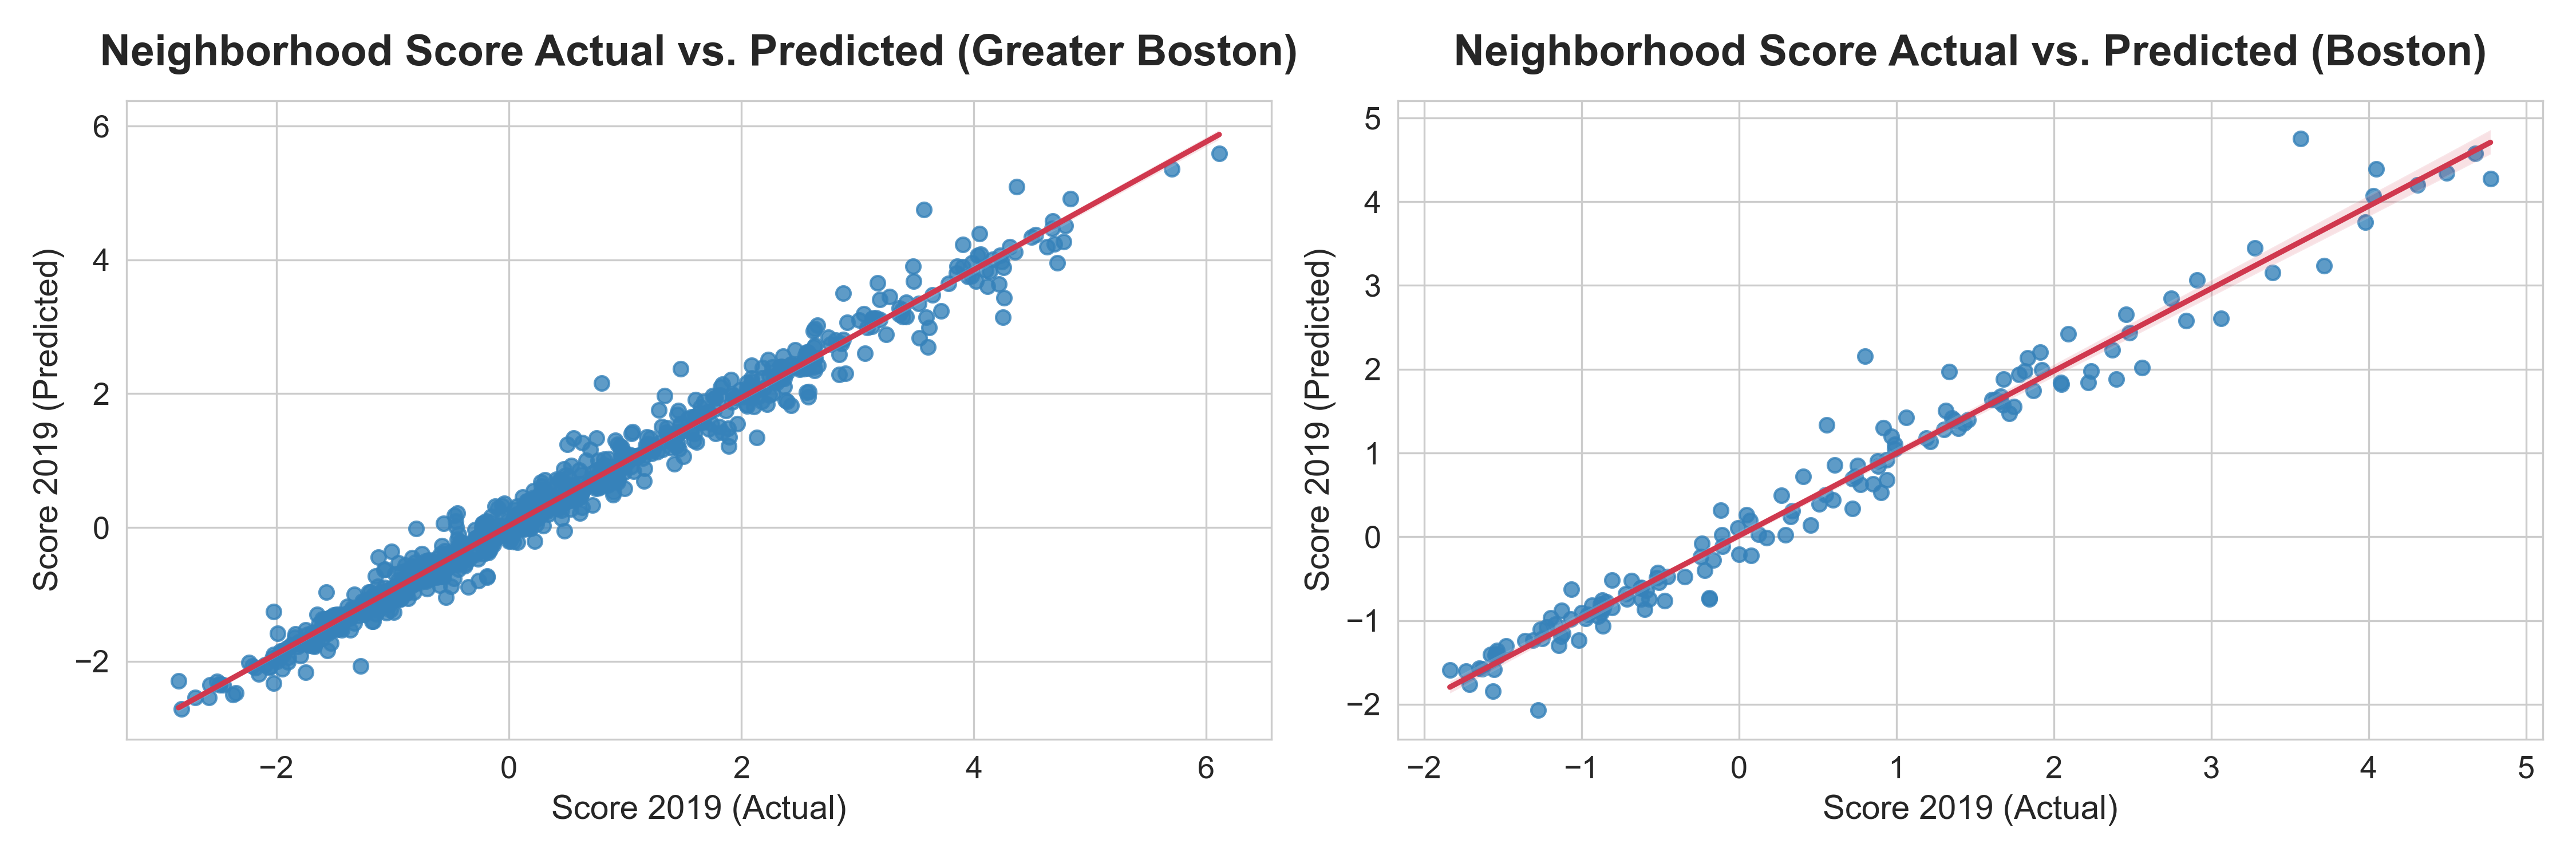 Neighborhood Score Actual vs. Predicted (Greater Boston)
6
4
2
0
−2
Score 2019 (Predicted)
−2 0 2 4 6
Score 2019 (Actual)
Neighborhood Score Actual vs. Predicted (Boston)
5
4
3
2
1
0
−1
−2
Score 2019 (Predicted)
−2 −1 0 1 2 3 4 5
Score 2019 (Actual)